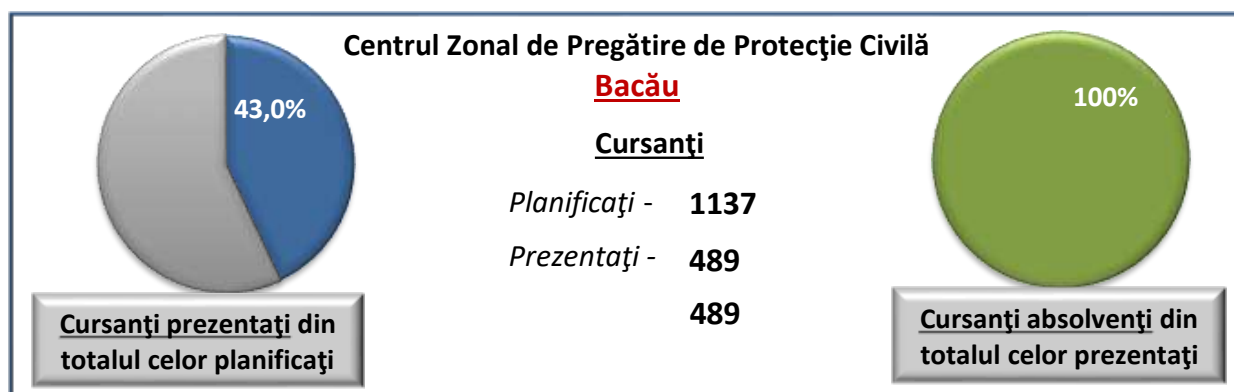 Centrul Zonal de Pregătire de Protecţie Civilă
Bacău
43,0%
100%
Cursanţi
Planificaţi - 1137
Prezentaţi - 489
489
Cursanţi prezentaţi din
totalul celor planificaţi
Cursanţi absolvenţi din
totalul celor prezentaţi